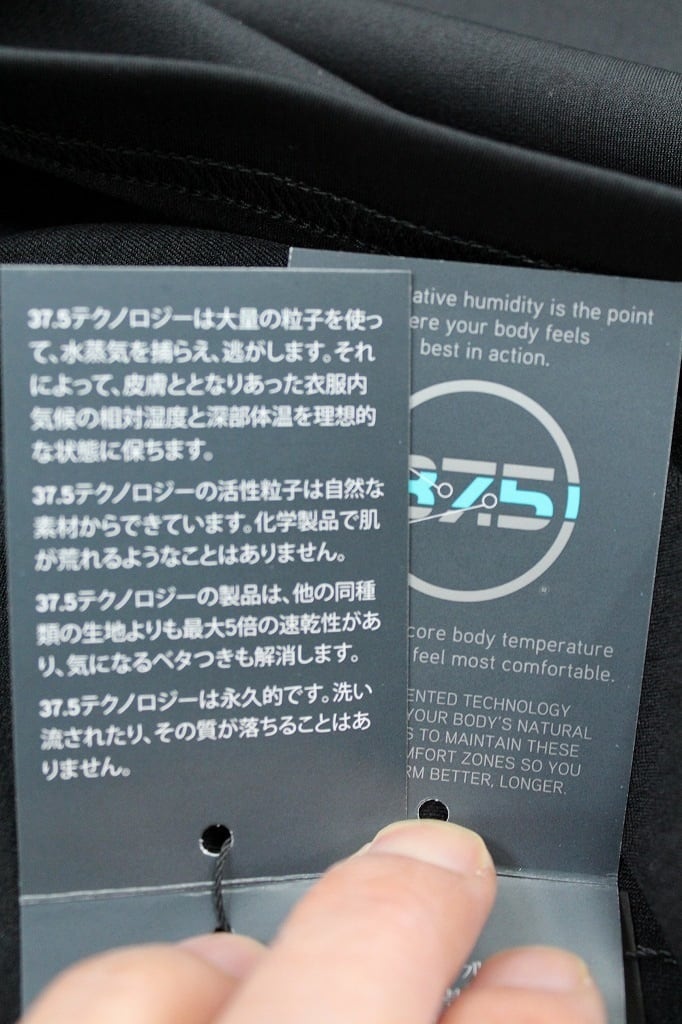 37.5テクノロジーは大量の粒子を使っ
て、水蒸気を捕らえ、逃がします。それ
によって、皮膚ととなりあった衣服内
気候の相対湿度と深部体温を理想的
な状態に保ちます。
37.5テクノロジーの活性粒子は自然な
素材からできています。化学製品で肌
が荒れるようなことはありません。
37.5テクノロジーの製品は、他の同種
類の生地よりも最大5倍の速乾性があ
り、気になるベタつきも解消します。
37.5テクノロジーは永久的です。洗い
流されたり、その質が落ちることはあ
りません。
ative humidity is the point
ere your body feels
best in action.
37.5
core body temperature
feel most comfortable.
ENTED TECHNOLOGY
YOUR BODY'S NATURAL
S TO MAINTAIN THESE
MFORT ZONES SO YOU
RM BETTER, LONGER.